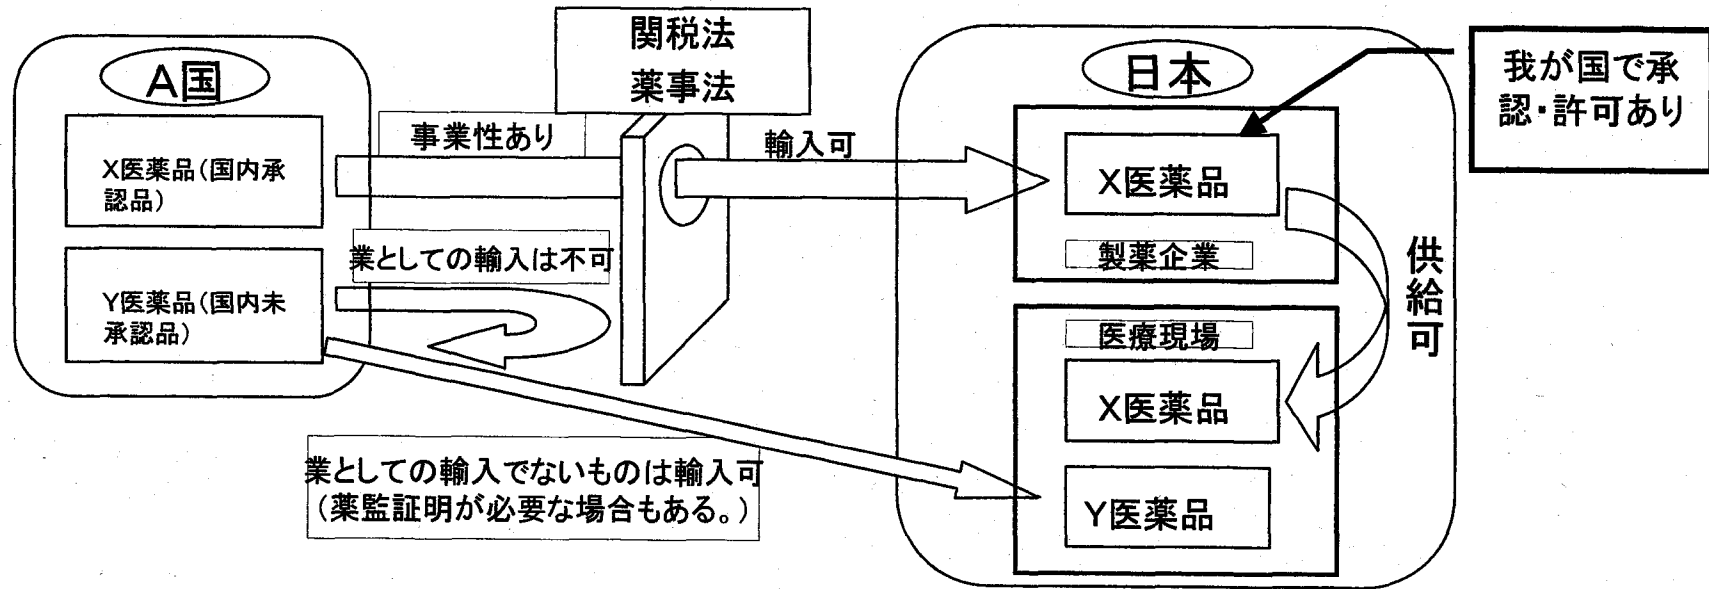 関税法
薬事法
A国
日本
我が国で承
認・許可あり
事業性あり
輸入可
X医薬品(国内承
認品)
X医薬品
業としての輸入は不可
製薬企業
供給可
Y医薬品(国内未
承認品)
医療現場
X医薬品
業としての輸入でないものは輸入可
(薬監証明が必要な場合もある。)
Y医薬品